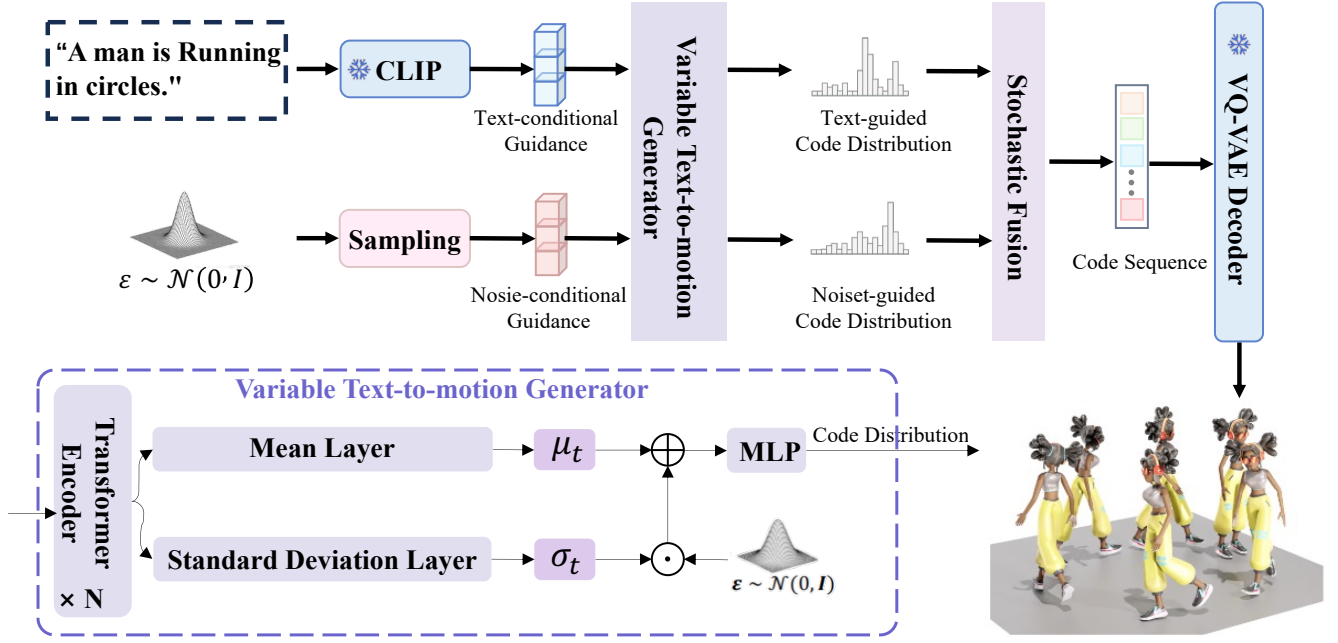 “A man is Running
in circles."
CLIP
Text-conditional
Guidance
Variable Text-to-motion
Generator
Text-guided
Code Distribution
Stochastic Fusion
VQ-VAE Decoder
ε ~ 𝒩(0, I)
Sampling
Nosie-conditional
Guidance
Noiset-guided
Code Distribution
Code Sequence
Variable Text-to-motion Generator
Transformer
Encoder
× N
Mean Layer
μt
MLP
Code Distribution
Standard Deviation Layer
σt
ε ~ 𝒩(0, I)